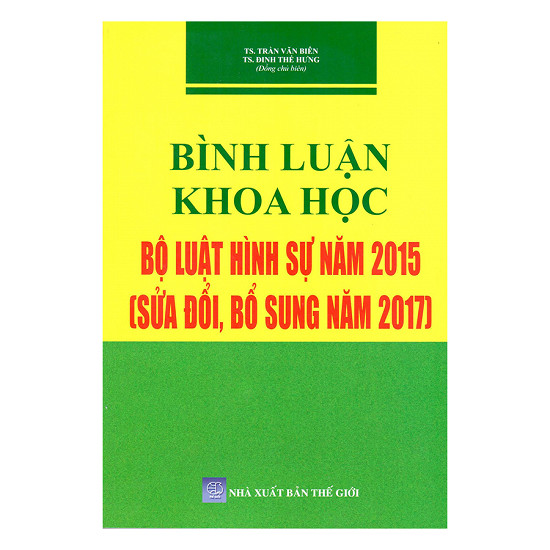 TS. TRẦN VĂN BIÊN
TS. ĐINH THẾ HƯNG
(Đồng chủ biên)
BÌNH LUẬN
KHOA HỌC
BỘ LUẬT HÌNH SỰ NĂM 2015
(SỬA ĐỔI, BỔ SUNG NĂM 2017)
NHÀ XUẤT BẢN THẾ GIỚI